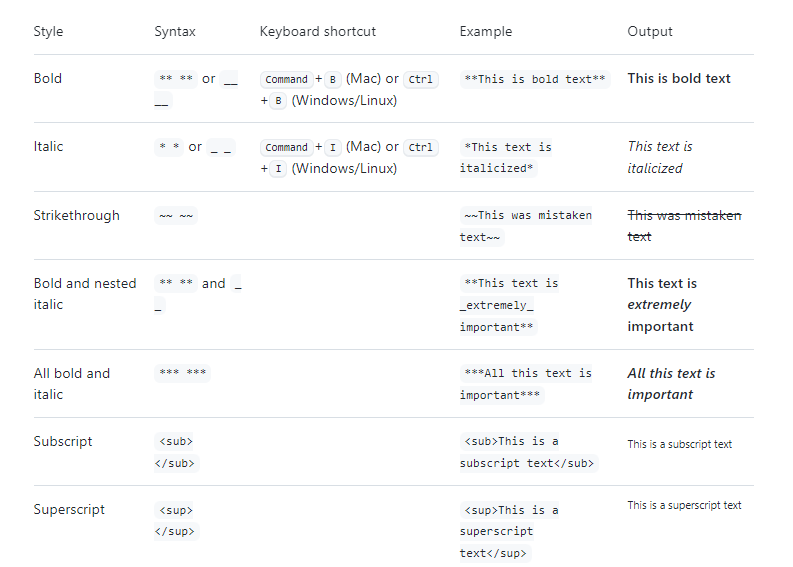 Style Syntax Keyboard shortcut Example Output
Bold ** ** or __ Command + B (Mac) or Ctrl **This is bold text** This is bold text
__ + B (Windows/Linux)
Italic * * or _ _ Command + I (Mac) or Ctrl *This text is This text is
+ I (Windows/Linux) italicized* italicized
Strikethrough ~~ ~~ ~~This was mistaken This was mistaken
text~~ text
Bold and nested ** ** and _ **This text is This text is
italic _ _extremely_ extremely
important** important
All bold and *** *** ***All this text is All this text is
italic important*** important
Subscript <sub> <sub>This is a This is a subscript text
</sub> subscript text</sub>
Superscript <sup> <sup>This is a This is a superscript text
</sup> superscript
text</sup>